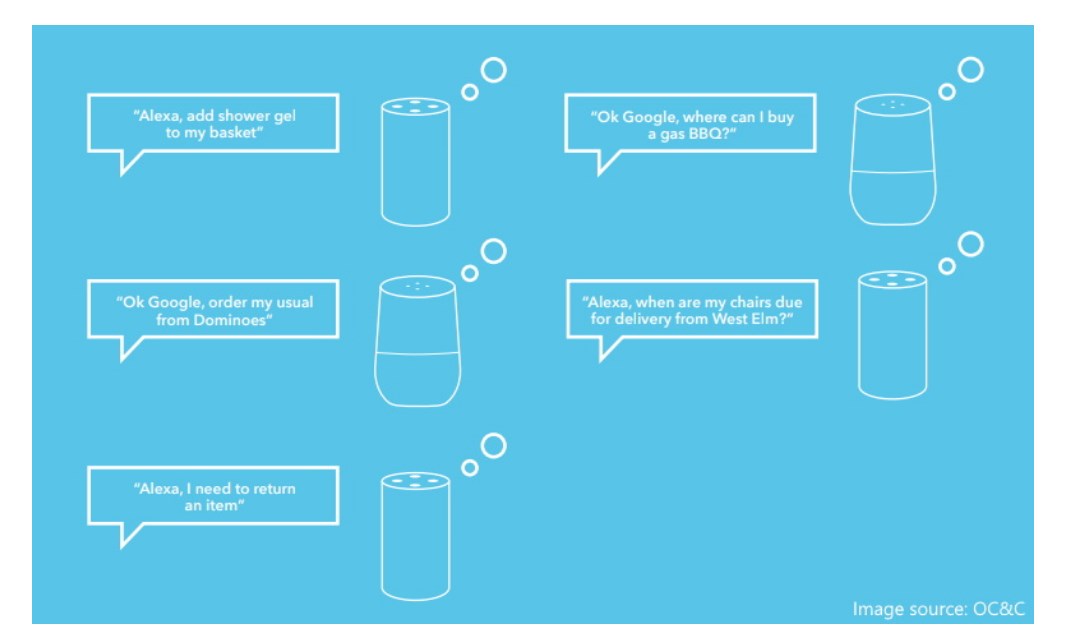 “Alexa, add shower gel
to my basket”
“Ok Google, where can I buy
a gas BBQ?“
“Ok Google, order my usual
from Dominoes”
“Alexa, when are my chairs due
for delivery from West Elm?”
“Alexa, I need to return
an item”
Image source: OC&C